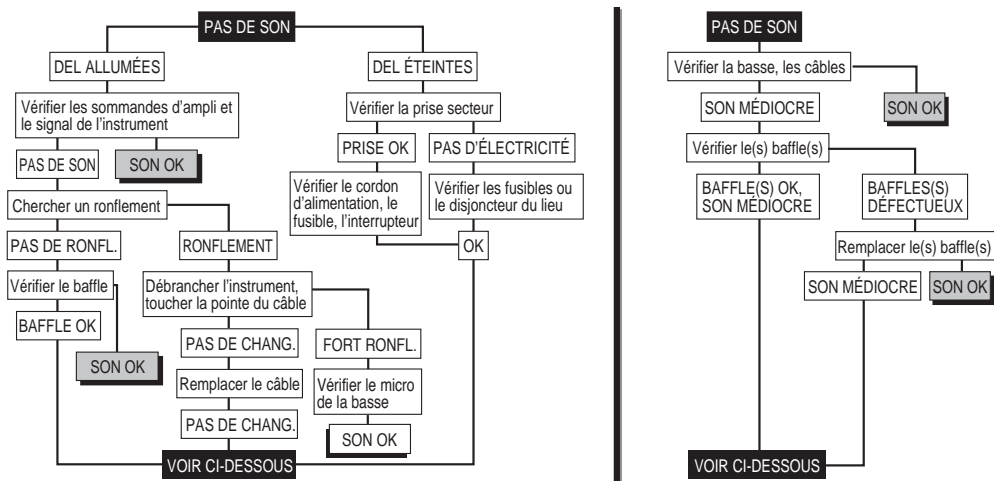 PAS DE SON
DEL ALLUMÉES
DEL ÉTEINTES
Vérifier les sommandes d'ampli et
le signal de l'instrument
Vérifier la prise secteur
PAS DE SON
SON OK
PRISE OK
PAS D'ÉLECTRICITÉ
Vérifier le cordon
d'alimentation, le
fusible, l'interrupteur
Vérifier les fusibles ou
le disjoncteur du lieu
Chercher un ronflement
OK
PAS DE RONFL.
RONFLEMENT
Vérifier le baffle
Débrancher l'instrument,
toucher la pointe du câble
BAFFLE OK
SON OK
PAS DE CHANG.
FORT RONFL.
Remplacer le câble
Vérifier le micro
de la basse
PAS DE CHANG.
SON OK
VOIR CI-DESSOUS
PAS DE SON
Vérifier la basse, les câbles
SON MÉDIOCRE
SON OK
Vérifier le(s) baffle(s)
BAFFLE(S) OK,
SON MÉDIOCRE
BAFFLES(S)
DÉFECTUEUX
Remplacer le(s) baffle(s)
SON MÉDIOCRE
SON OK
VOIR CI-DESSOUS